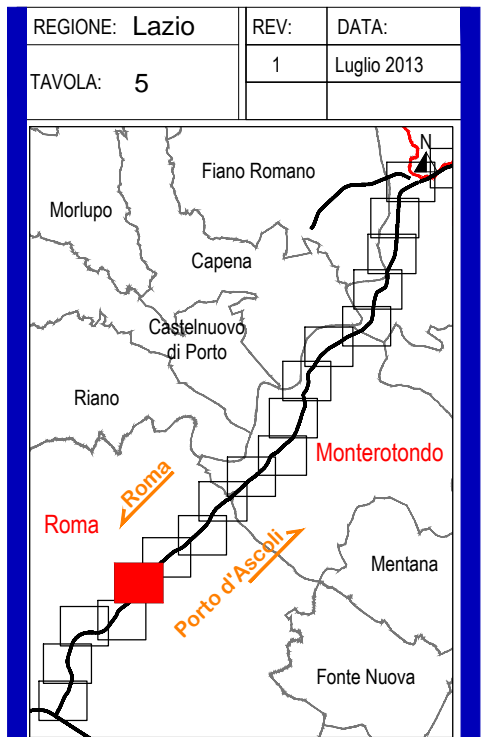 REGIONE: Lazio
REV:
DATA:
TAVOLA: 5
1
Luglio 2013
N
Fiano Romano
Morlupo
Capena
Castelnuovo
di Porto
Riano
Monterotondo
Roma
Roma
Porto d'Ascoli
Mentana
Fonte Nuova